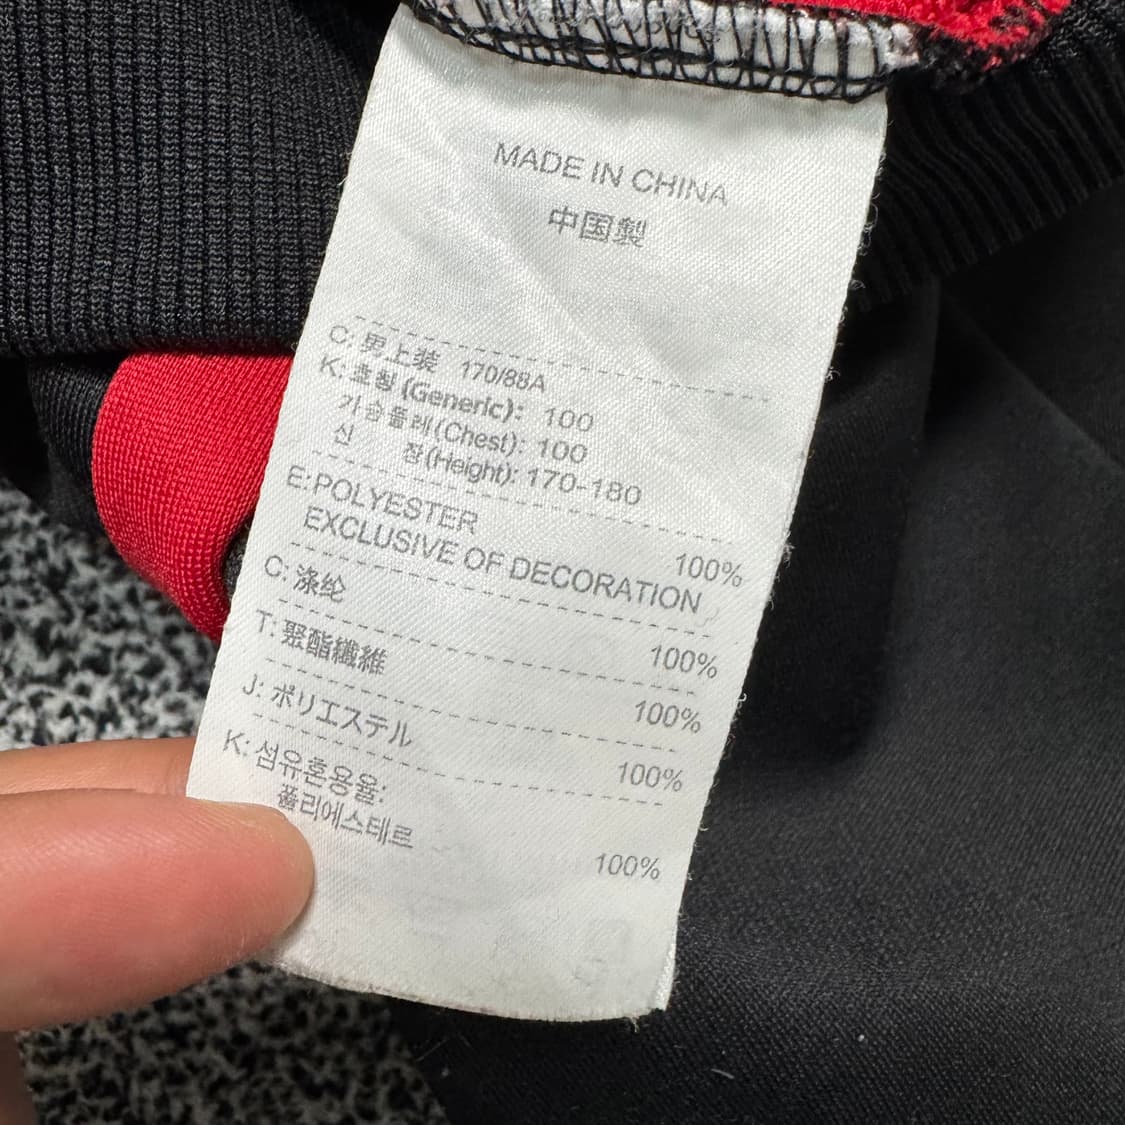 MADE IN CHINA
中国製
C: 男上装 170/88A
K: 호칭(Generic): 100
가슴둘레(Chest): 100
신 장(Height): 170-180
E:POLYESTER 100%
EXCLUSIVE OF DECORATION
C: 涤纶 100%
T: 聚酯纖維 100%
J: ポリエステル 100%
K: 섬유혼용율:
폴리에스테르 100%